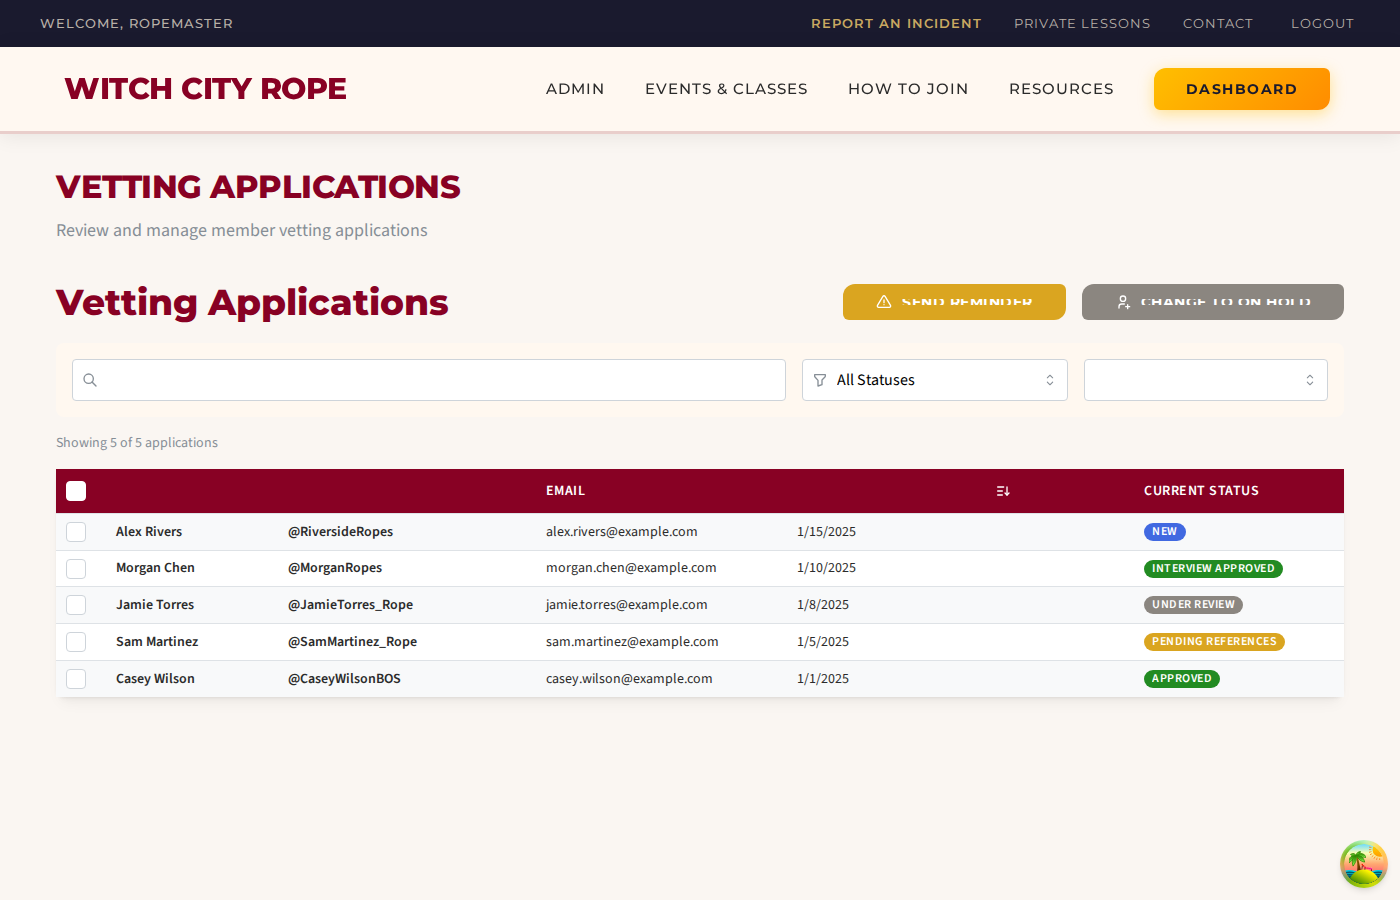 WELCOME, ROPEMASTER
REPORT AN INCIDENT PRIVATE LESSONS CONTACT LOGOUT
WITCH CITY ROPE
ADMIN EVENTS & CLASSES HOW TO JOIN RESOURCES DASHBOARD
VETTING APPLICATIONS
Review and manage member vetting applications
Vetting Applications
SEND REMINDER CHANGE TO ON HOLD
All Statuses
Showing 5 of 5 applications
EMAIL CURRENT STATUS
Alex Rivers @RiversideRopes alex.rivers@example.com 1/15/2025 NEW
Morgan Chen @MorganRopes morgan.chen@example.com 1/10/2025 INTERVIEW APPROVED
Jamie Torres @JamieTorres_Rope jamie.torres@example.com 1/8/2025 UNDER REVIEW
Sam Martinez @SamMartinez_Rope sam.martinez@example.com 1/5/2025 PENDING REFERENCES
Casey Wilson @CaseyWilsonBOS casey.wilson@example.com 1/1/2025 APPROVED